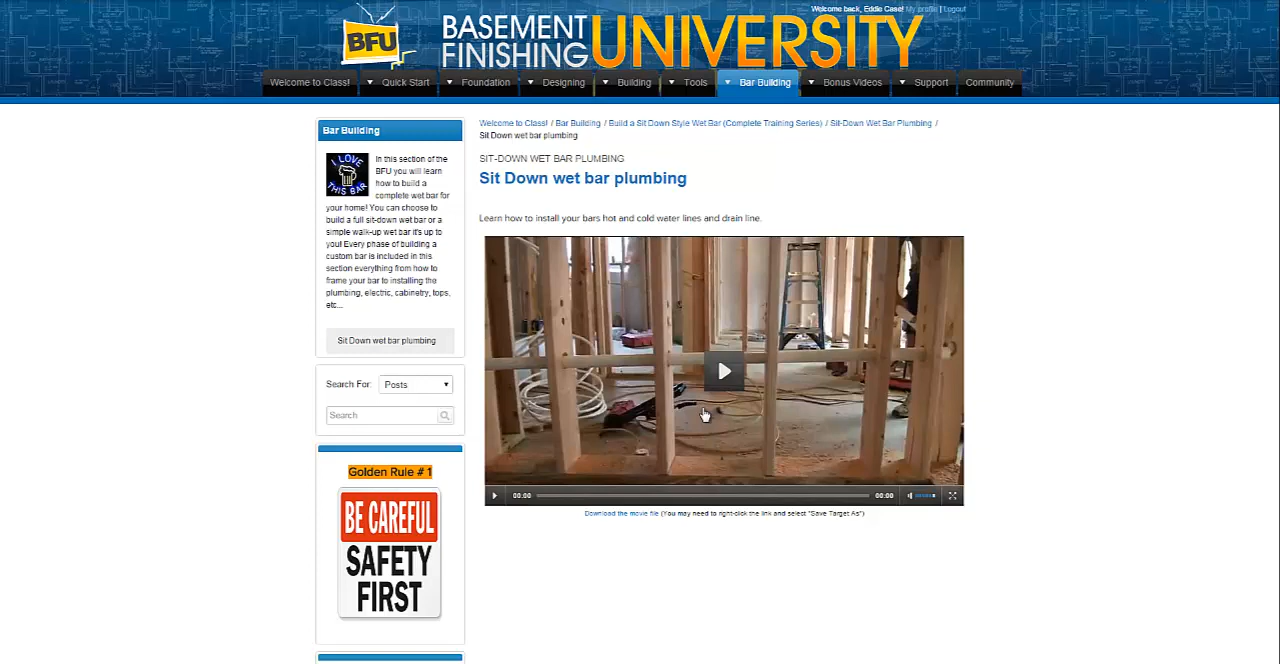 Welcome back, Eddie Case! My profile | Logout
BFU
BASEMENT
FINISHING
UNIVERSITY
Welcome to Class! Quick Start Foundation Designing Building Tools Bar Building Bonus Videos Support Community
Bar Building
I LOVE
THIS BAR
In this section of the
BFU you will learn
how to build a
complete wet bar for
your home! You can choose to
build a full sit-down wet bar or a
simple walk-up wet bar it's up to
you! Every phase of building a
custom bar is included in this
section everything from how to
frame your bar to installing the
plumbing, electric, cabinetry, tops,
etc...
Sit Down wet bar plumbing
Search For: Posts
Search
Golden Rule # 1
BE CAREFUL
SAFETY
FIRST
Welcome to Class! / Bar Building / Build a Sit Down Style Wet Bar (Complete Training Series) / Sit-Down Wet Bar Plumbing /
Sit Down wet bar plumbing
SIT-DOWN WET BAR PLUMBING
Sit Down wet bar plumbing
Learn how to install your bars hot and cold water lines and drain line.
00:00 00:00
Download the movie file (You may need to right-click the link and select "Save Target As")